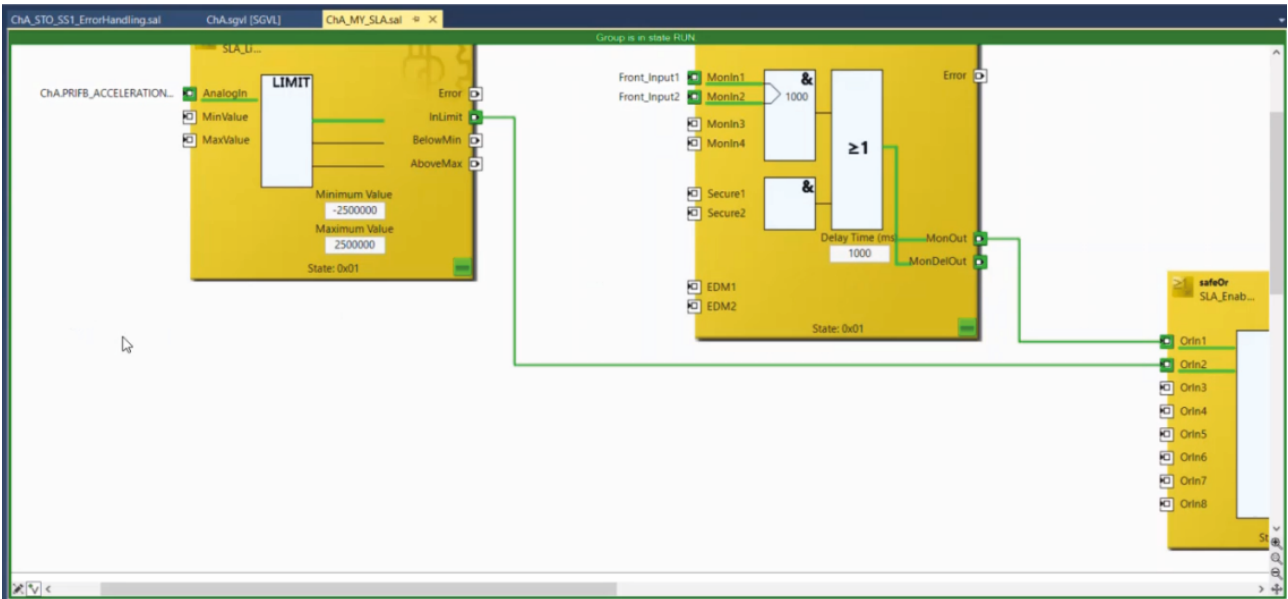 ChA_STO_SS1_ErrorHandling.sal
ChA.sgvl [SGVL]
ChA_MY_SLA.sal
Group is in state RUN
SLA_Li...
LIMIT
ChA.PRIFB_ACCELERATION...
AnalogIn
MinValue
MaxValue
Error
InLimit
BelowMin
AboveMax
Minimum Value
-2500000
Maximum Value
2500000
State: 0x01
Front_Input1
Front_Input2
MonIn1
MonIn2
MonIn3
MonIn4
Secure1
Secure2
EDM1
EDM2
&
1000
&
≥1
Error
Delay Time (ms
1000
MonOut
MonDelOut
State: 0x01
≥1
safeOr
SLA_Enab...
OrIn1
OrIn2
OrIn3
OrIn4
OrIn5
OrIn6
OrIn7
OrIn8
St